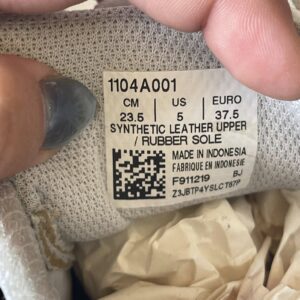 1104A001
CM | US | EURO
23.5 | 5 | 37.5
SYNTHETIC LEATHER UPPER
/ RUBBER SOLE
MADE IN INDONESIA
FABRIQUE EN INDONESIE
F911219 BJ
Z3JBTP4YSLCT87P